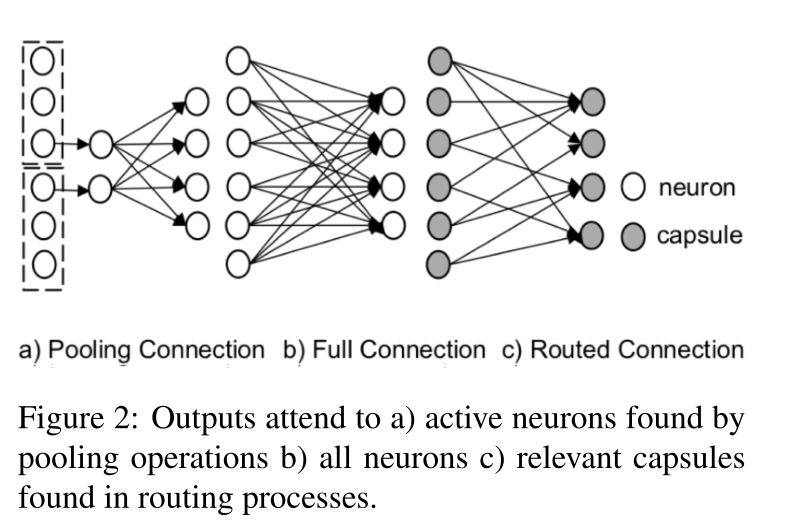 neuron
capsule
a) Pooling Connection b) Full Connection c) Routed Connection
Figure 2: Outputs attend to a) active neurons found by
pooling operations b) all neurons c) relevant capsules
found in routing processes.